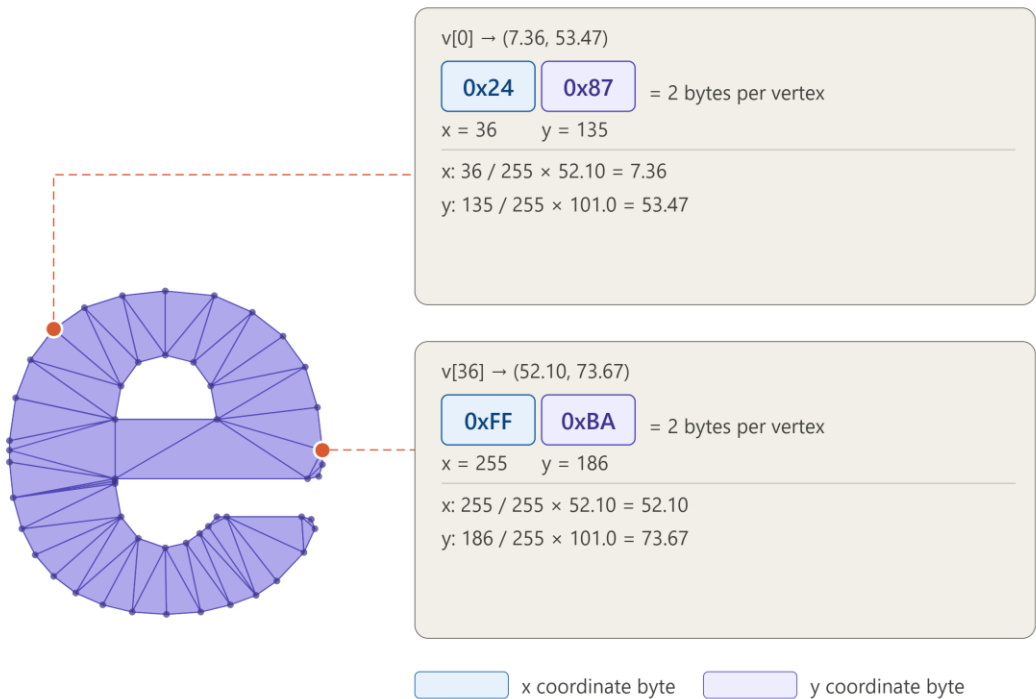 v[0] → (7.36, 53.47)
0x24 0x87 = 2 bytes per vertex
x = 36 y = 135
x: 36 / 255 × 52.10 = 7.36
y: 135 / 255 × 101.0 = 53.47
v[36] → (52.10, 73.67)
0xFF 0xBA = 2 bytes per vertex
x = 255 y = 186
x: 255 / 255 × 52.10 = 52.10
y: 186 / 255 × 101.0 = 73.67
x coordinate byte y coordinate byte